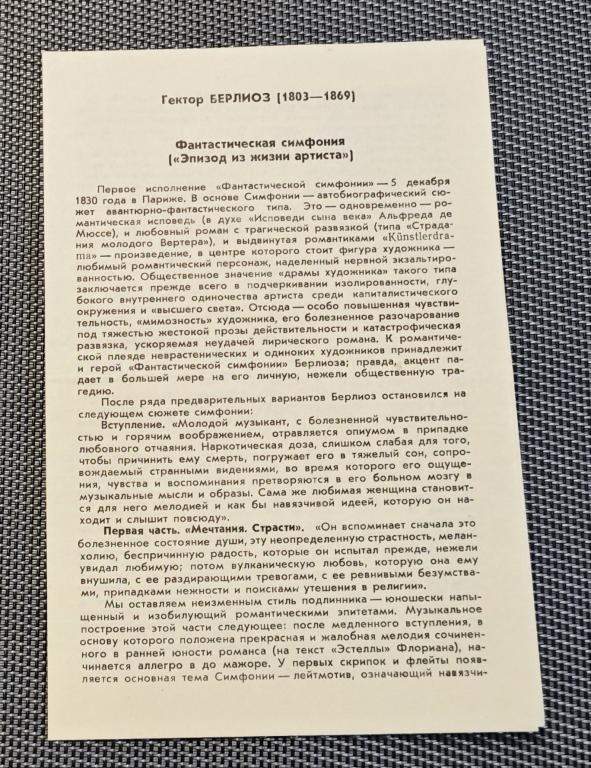 Гектор БЕРЛИОЗ (1803—1869)
Фантастическая симфония
(«Эпизод из жизни артиста»)
Первое исполнение «Фантастической симфонии» — 5 декабря
1830 года в Париже. В основе Симфонии — автобиографический сю-
жет авантюрно-фантастического типа. Это — одновременно — ро-
мантическая исповедь (в духе «Исповеди сына века» Альфреда де
Мюссе), и любовный роман с трагической развязкой (типа «Страда-
ния молодого Вертера»), и выдвинутая романтиками «Künstlerdra-
ma» — произведение, в центре которого стоит фигура художника —
любимый романтический персонаж, наделенный нервной экзальтиро-
ванностью. Общественное значение «драмы художника» такого типа
заключается прежде всего в подчеркивании изолированности, глу-
бокого внутреннего одиночества артиста среди капиталистического
окружения и «высшего света». Отсюда — особо повышенная чувстви-
тельность, «мимозность» художника, его болезненное разочарование
под тяжестью жестокой прозы действительности и катастрофическая
развязка, ускоряемая неудачей лирического романа. К романтиче-
ской плеяде неврастенических и одиноких художников принадлежит
и герой «Фантастической симфонии» Берлиоза; правда, акцент па-
дает в большей мере на его личную, нежели общественную тра-
гедию.
После ряда предварительных вариантов Берлиоз остановился на
следующем сюжете симфонии:
Вступление. «Молодой музыкант, с болезненной чувствительно-
стью и горячим воображением, отравляется опиумом в припадке
любовного отчаяния. Наркотическая доза, слишком слабая для того,
чтобы причинить ему смерть, погружает его в тяжелый сон, сопро-
вождаемый странными видениями, во время которого его ощуще-
ния, чувства и воспоминания претворяются в его больном мозгу в
музыкальные мысли и образы. Сама же любимая женщина становит-
ся для него мелодией и как бы навязчивой идеей, которую он на-
ходит и слышит повсюду».
Первая часть. «Мечтания. Страсти». «Он вспоминает сначала это
болезненное состояние души, эту неопределенную страстность, мелан-
холию, беспричинную радость, которые он испытал прежде, нежели
увидал любимую; потом вулканическую любовь, которую она ему
внушила, с ее раздирающими тревогами, с ее ревнивыми безумства-
ми, припадками нежности и поисками утешения в религии».
Мы оставляем неизменным стиль подлинника — юношески напы-
щенный и изобилующий романтическими эпитетами. Музыкальное
построение этой части следующее: после медленного вступления, в
основу которого положена прекрасная и жалобная мелодия сочинен-
ного в ранней юности романса (на текст «Эстеллы» Флориана), на-
чинается аллегро в до мажоре. У первых скрипок и флейты появ-
ляется основная тема Симфонии — лейтмотив, означающий навязчи-